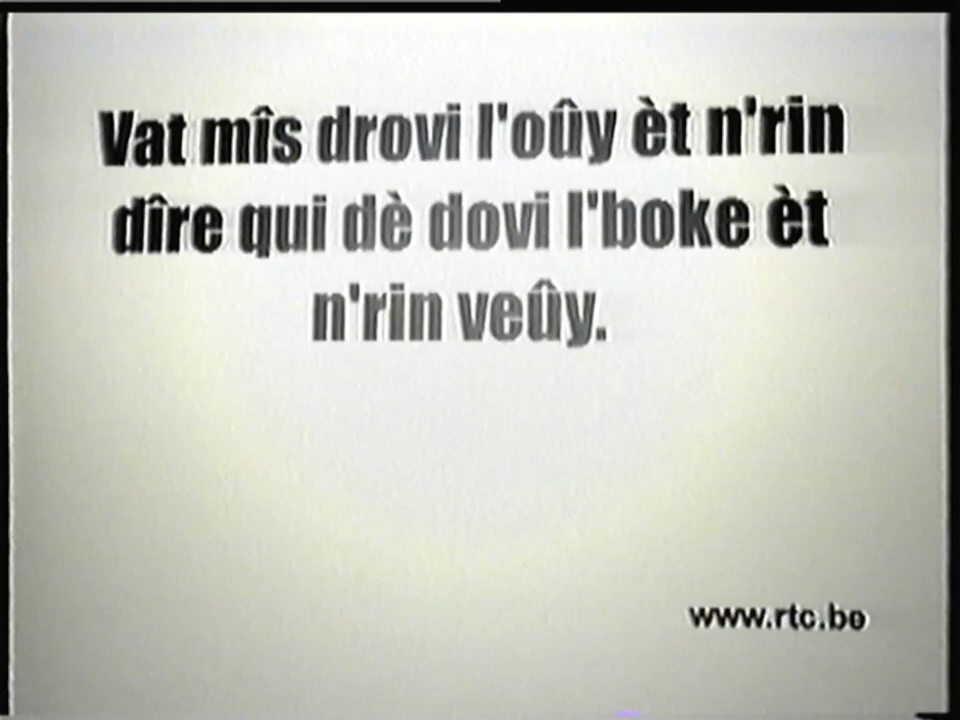 Vat mîs drovi l'oûy èt n'rin
dîre qui dè dovi l'boke èt
n'rin veûy.
www.rtc.be